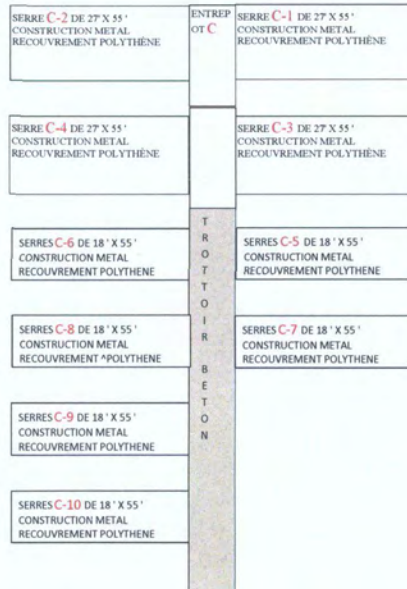 SERRE C-2 DE 27' X 55 '
CONSTRUCTION METAL
RECOUVREMENT POLYTHÈNE
ENTREP
OT C
SERRE C-1 DE 27' X 55 '
CONSTRUCTION METAL
RECOUVREMENT POLYTHÈNE
SERRE C-4 DE 27' X 55 '
CONSTRUCTION METAL
RECOUVREMENT POLYTHÈNE
SERRE C-3 DE 27' X 55 '
CONSTRUCTION METAL
RECOUVREMENT POLYTHÈNE
T
R
O
T
T
O
I
R
B
E
T
O
N
SERRES C-6 DE 18 ' X 55 '
CONSTRUCTION METAL
RECOUVREMENT POLYTHENE
SERRES C-5 DE 18 ' X 55 '
CONSTRUCTION METAL
RECOUVREMENT POLYTHENE
SERRES C-8 DE 18 ' X 55 '
CONSTRUCTION METAL
RECOUVREMENT ^POLYTHENE
SERRES C-7 DE 18 ' X 55 '
CONSTRUCTION METAL
RECOUVREMENT POLYTHENE
SERRES C-9 DE 18 ' X 55 '
CONSTRUCTION METAL
RECOUVREMENT POLYTHENE
SERRES C-10 DE 18 ' X 55 '
CONSTRUCTION METAL
RECOUVREMENT POLYTHENE